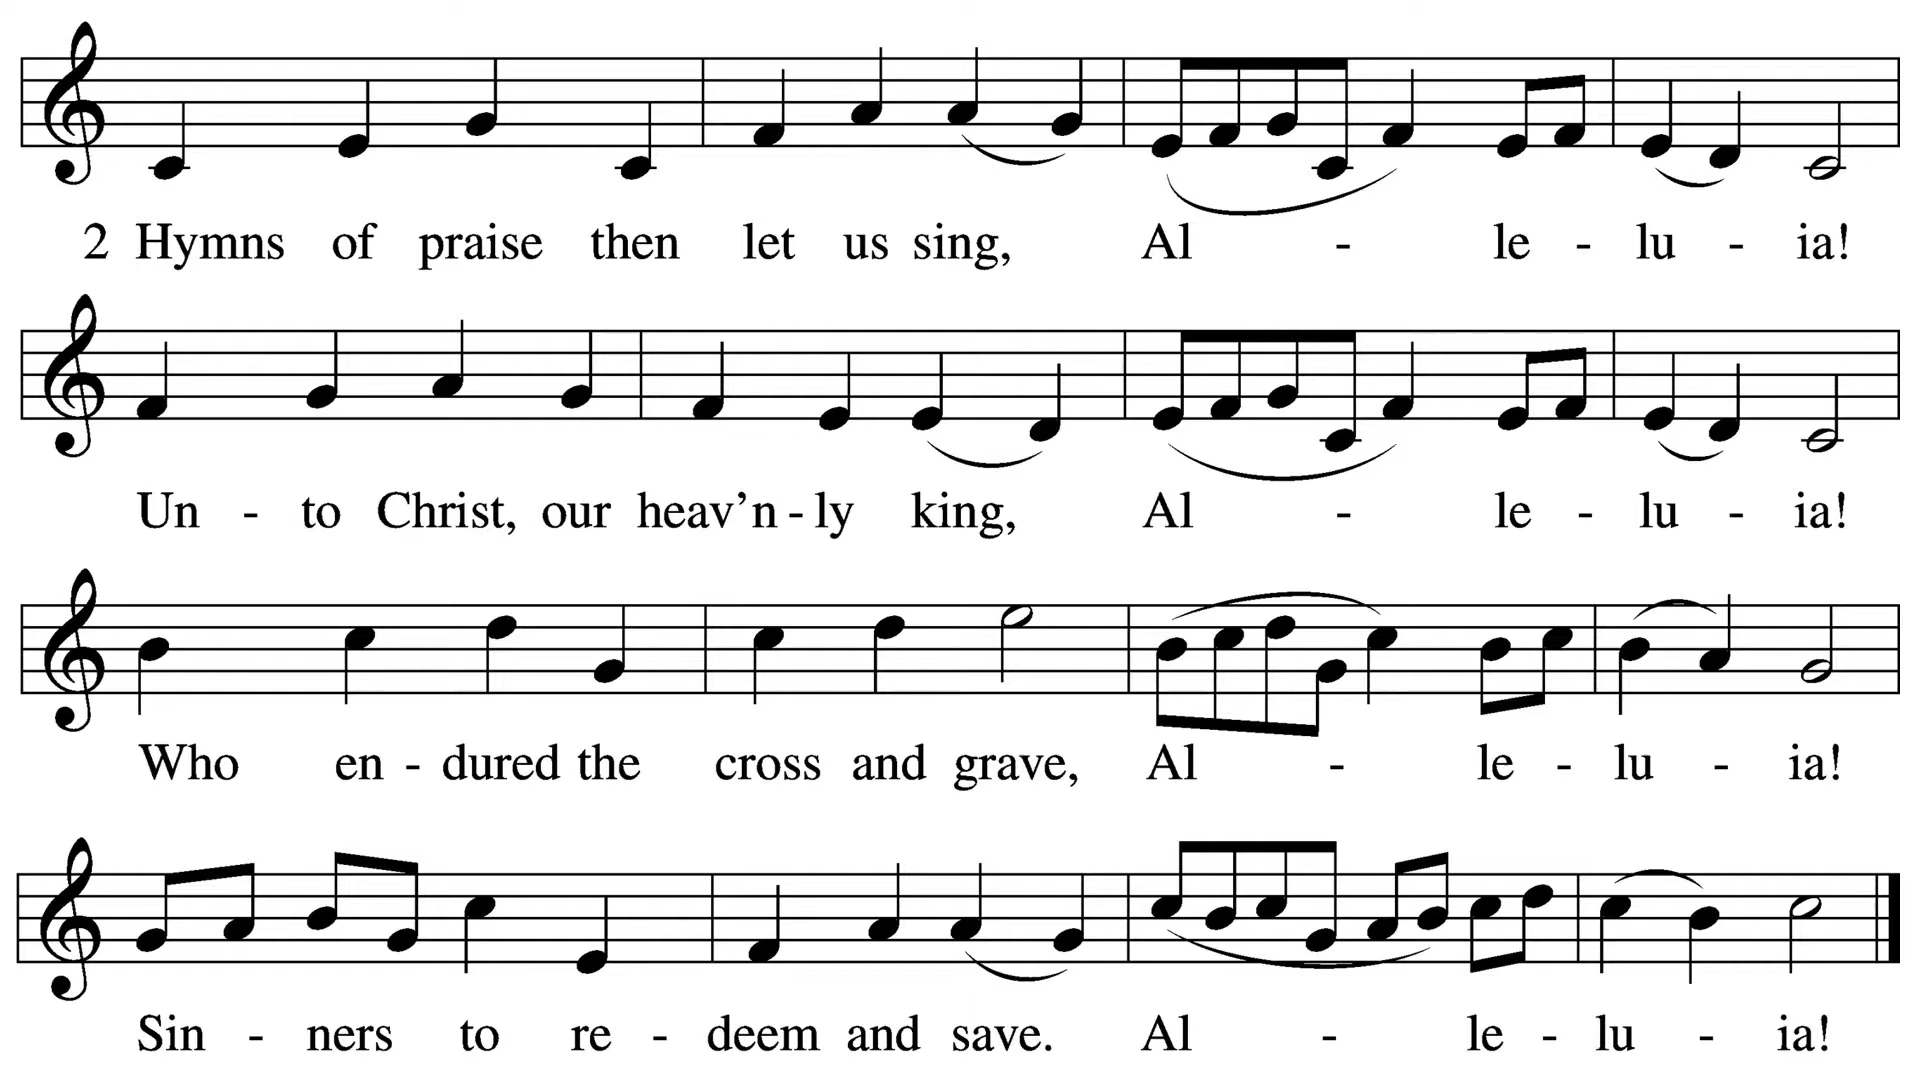 2 Hymns of praise then let us sing, Al - le - lu - ia!
Un - to Christ, our heav’n - ly king, Al - le - lu - ia!
Who en - dured the cross and grave, Al - le - lu - ia!
Sin - ners to re - deem and save. Al - le - lu - ia!